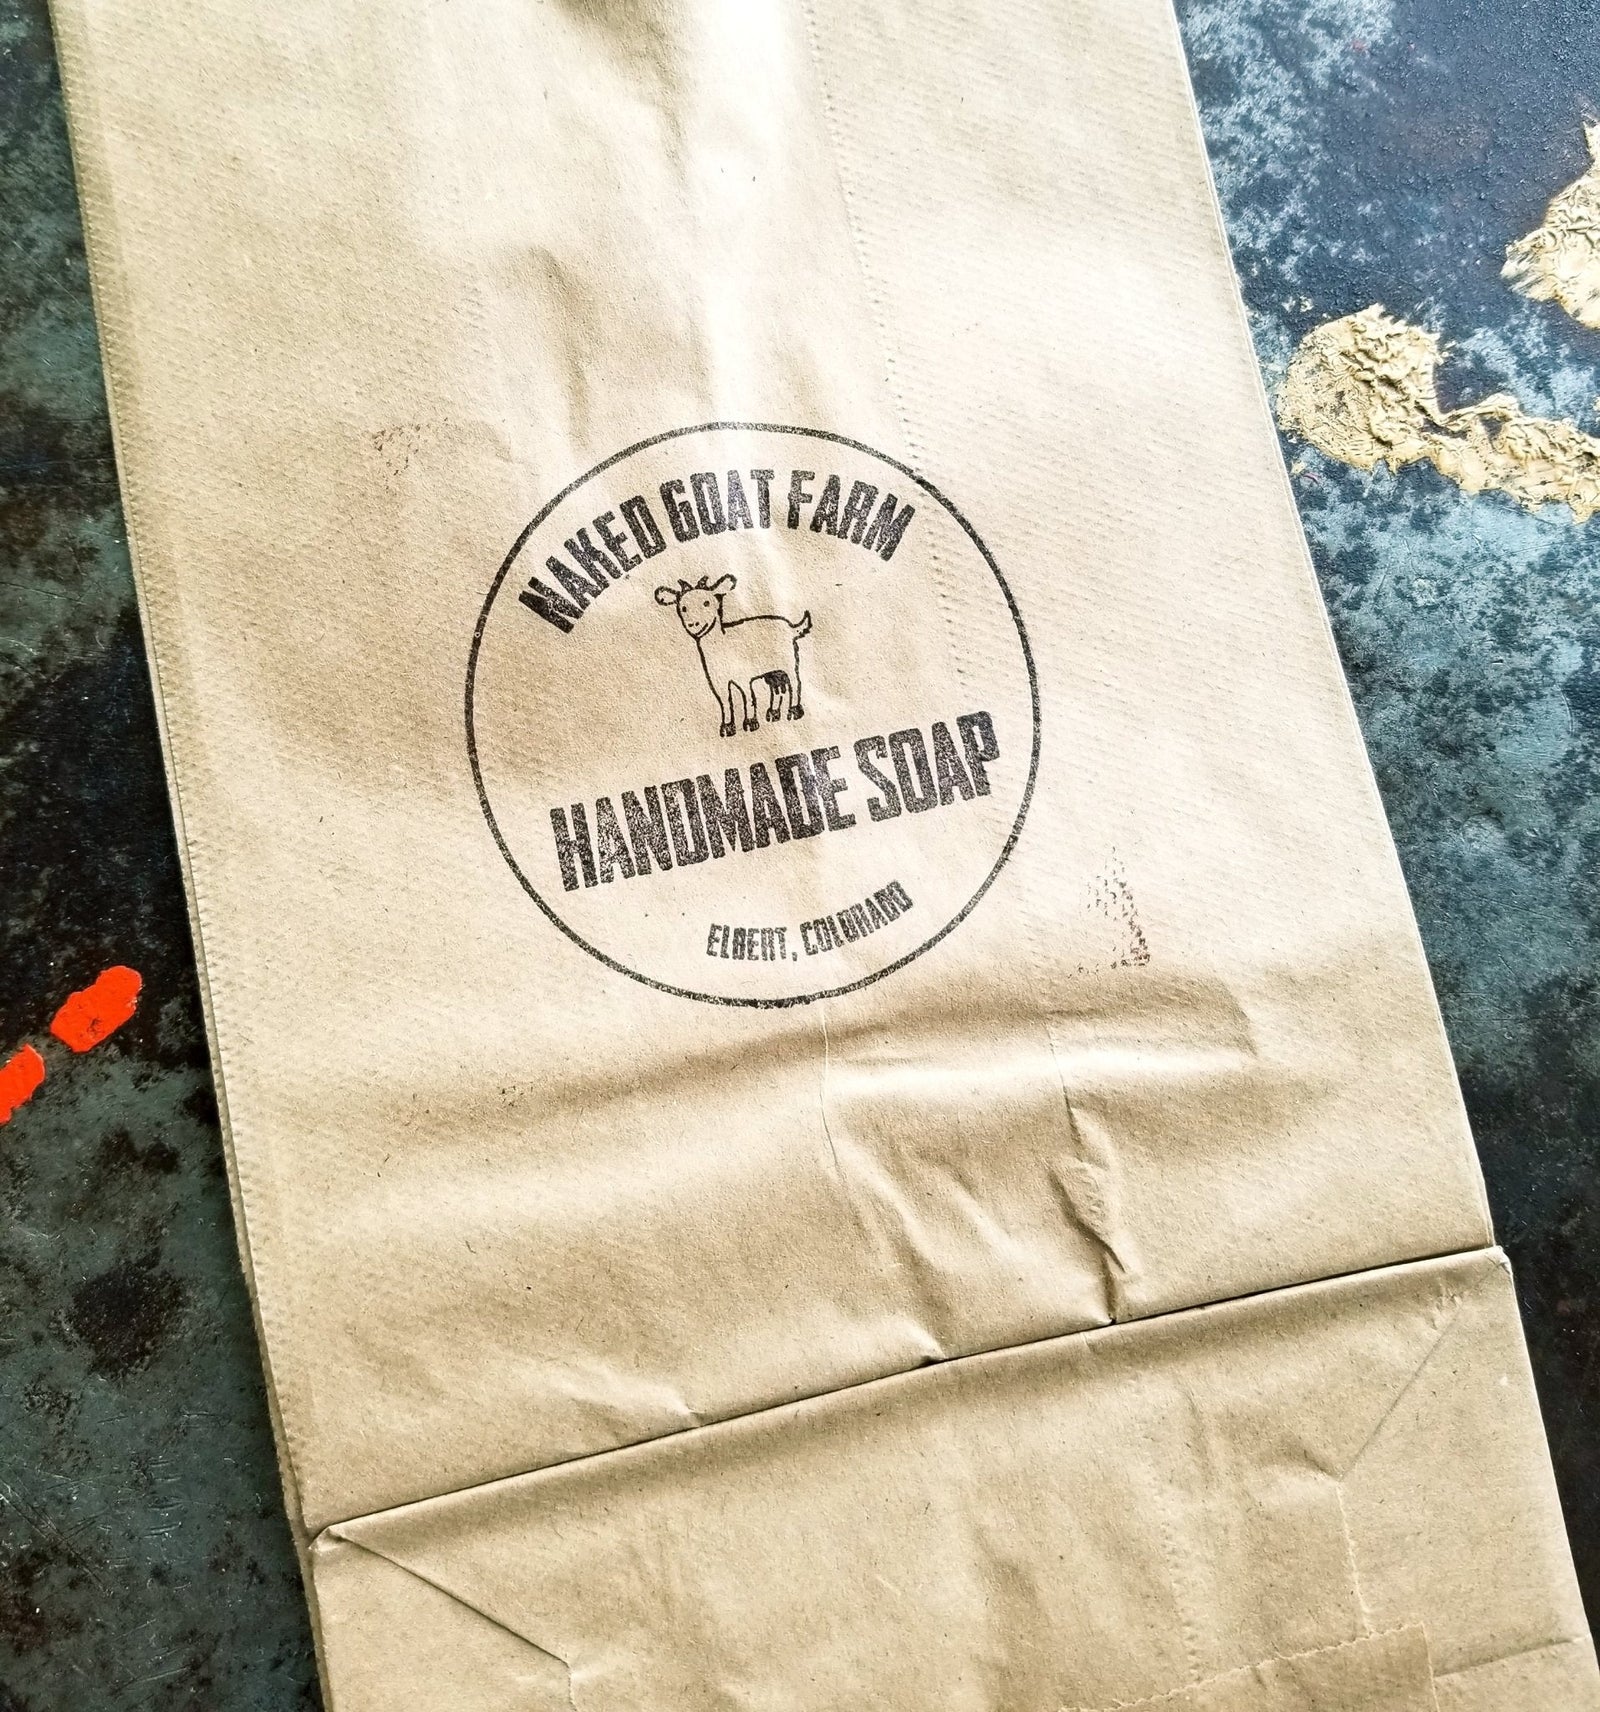 NAKED GOAT FARM
HANDMADE SOAP
ELBERT, COLORADO